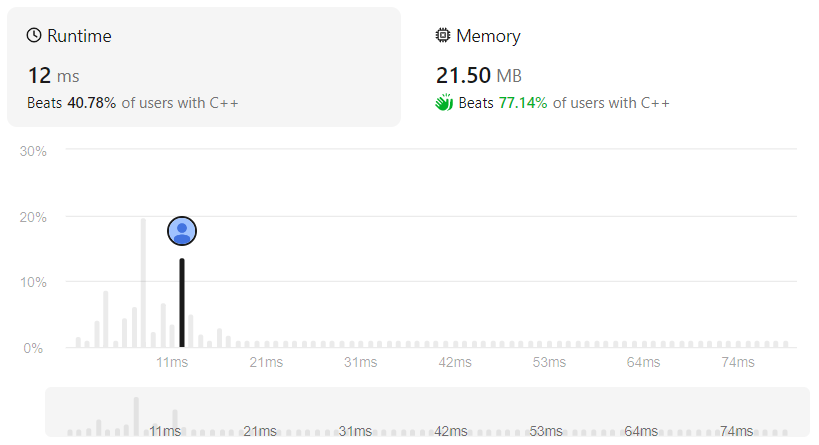 Runtime
12 ms
Beats 40.78% of users with C++
Memory
21.50 MB
Beats 77.14% of users with C++
30%
20%
10%
0%
11ms 21ms 31ms 42ms 53ms 64ms 74ms
11ms 21ms 31ms 42ms 53ms 64ms 74ms